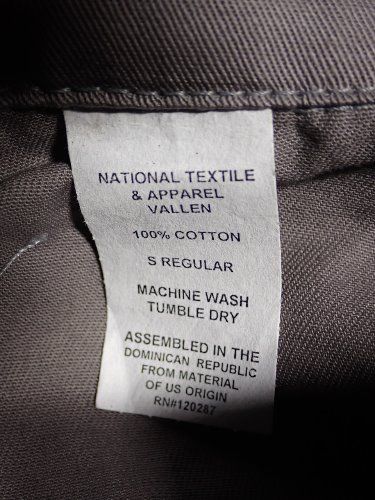 NATIONAL TEXTILE
& APPAREL
VALLEN
100% COTTON
S REGULAR
MACHINE WASH
TUMBLE DRY
ASSEMBLED IN THE
DOMINICAN REPUBLIC
FROM MATERIAL
OF US ORIGIN
RN#120287